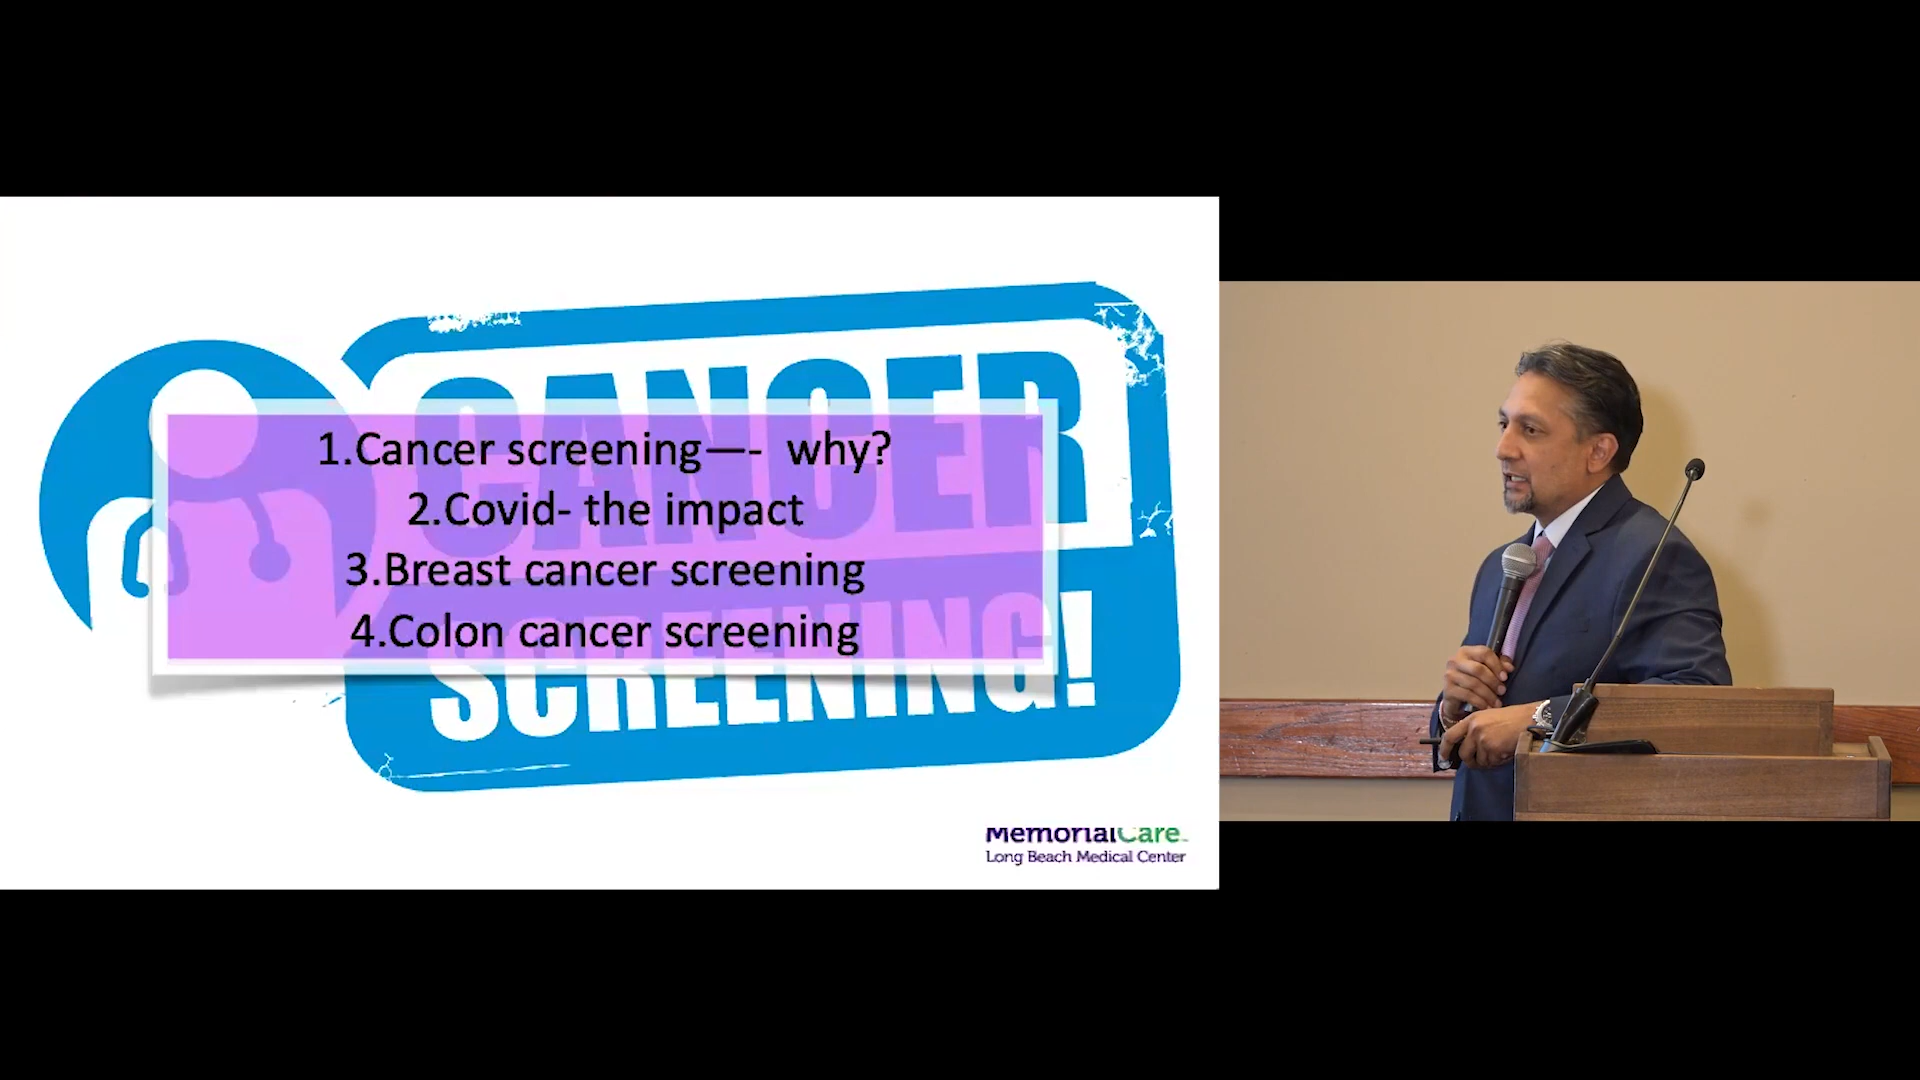 CANCER
1.Cancer screening—- why?
2.Covid- the impact
3.Breast cancer screening
4.Colon cancer screening
SCREENING!
MemorialCare
Long Beach Medical Center